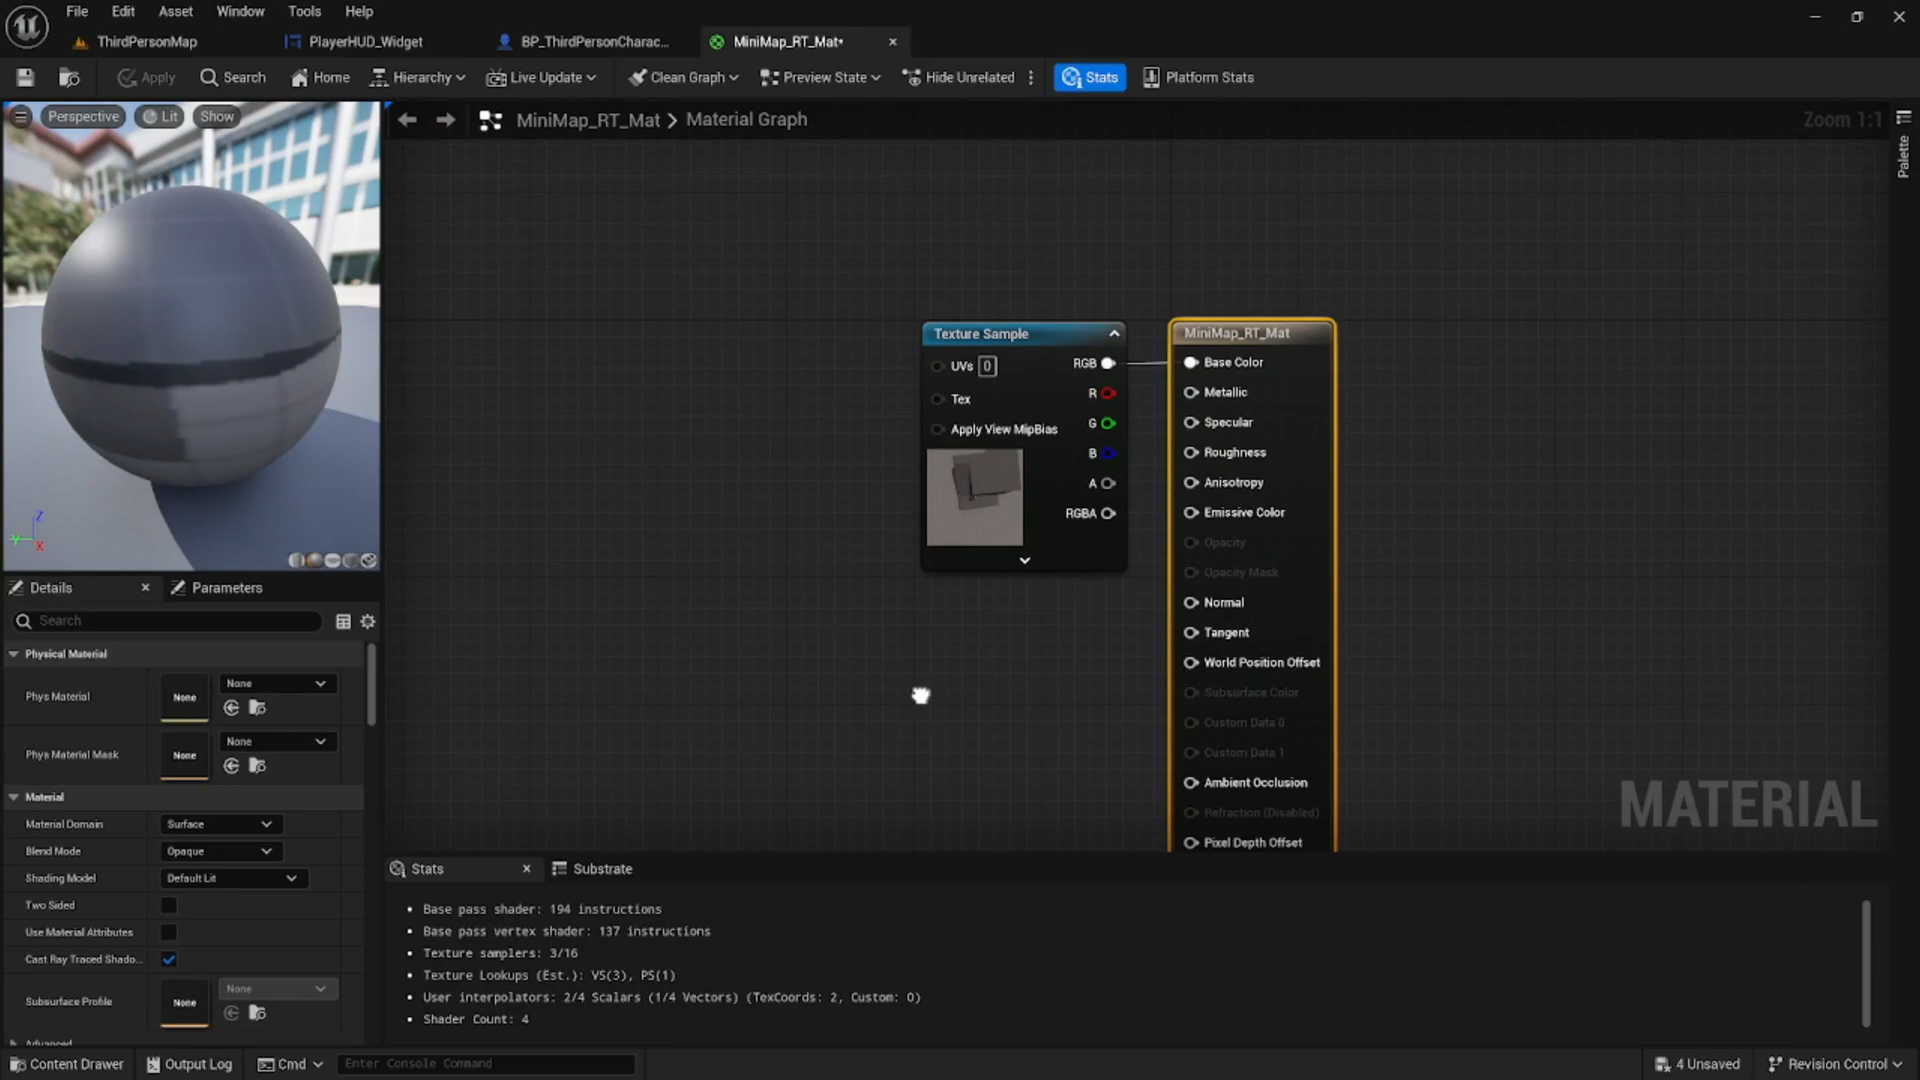 File Edit Asset Window Tools Help
ThirdPersonMap PlayerHUD_Widget BP_ThirdPersonCharac... MiniMap_RT_Mat*
Apply Search Home Hierarchy Live Update Clean Graph Preview State Hide Unrelated Stats Platform Stats
Perspective Lit Show
MiniMap_RT_Mat > Material Graph
Zoom 1:1
Palette
Texture Sample
UVs 0
Tex
Apply View MipBias
RGB
R
G
B
A
RGBA
MiniMap_RT_Mat
Base Color
Metallic
Specular
Roughness
Anisotropy
Emissive Color
Opacity
Opacity Mask
Normal
Tangent
World Position Offset
Subsurface Color
Custom Data 0
Custom Data 1
Ambient Occlusion
Refraction (Disabled)
Pixel Depth Offset
MATERIAL
Z
Y
X
Details Parameters
Search
Physical Material
Phys Material None None
Phys Material Mask None None
Material
Material Domain Surface
Blend Mode Opaque
Shading Model Default Lit
Two Sided
Use Material Attributes
Cast Ray Traced Shado...
Subsurface Profile None None
Advanced
Stats Substrate
• Base pass shader: 194 instructions
• Base pass vertex shader: 137 instructions
• Texture samplers: 3/16
• Texture Lookups (Est.): VS(3), PS(1)
• User interpolators: 2/4 Scalars (1/4 Vectors) (TexCoords: 2, Custom: 0)
• Shader Count: 4
Content Drawer Output Log Cmd Enter Console Command 4 Unsaved Revision Control